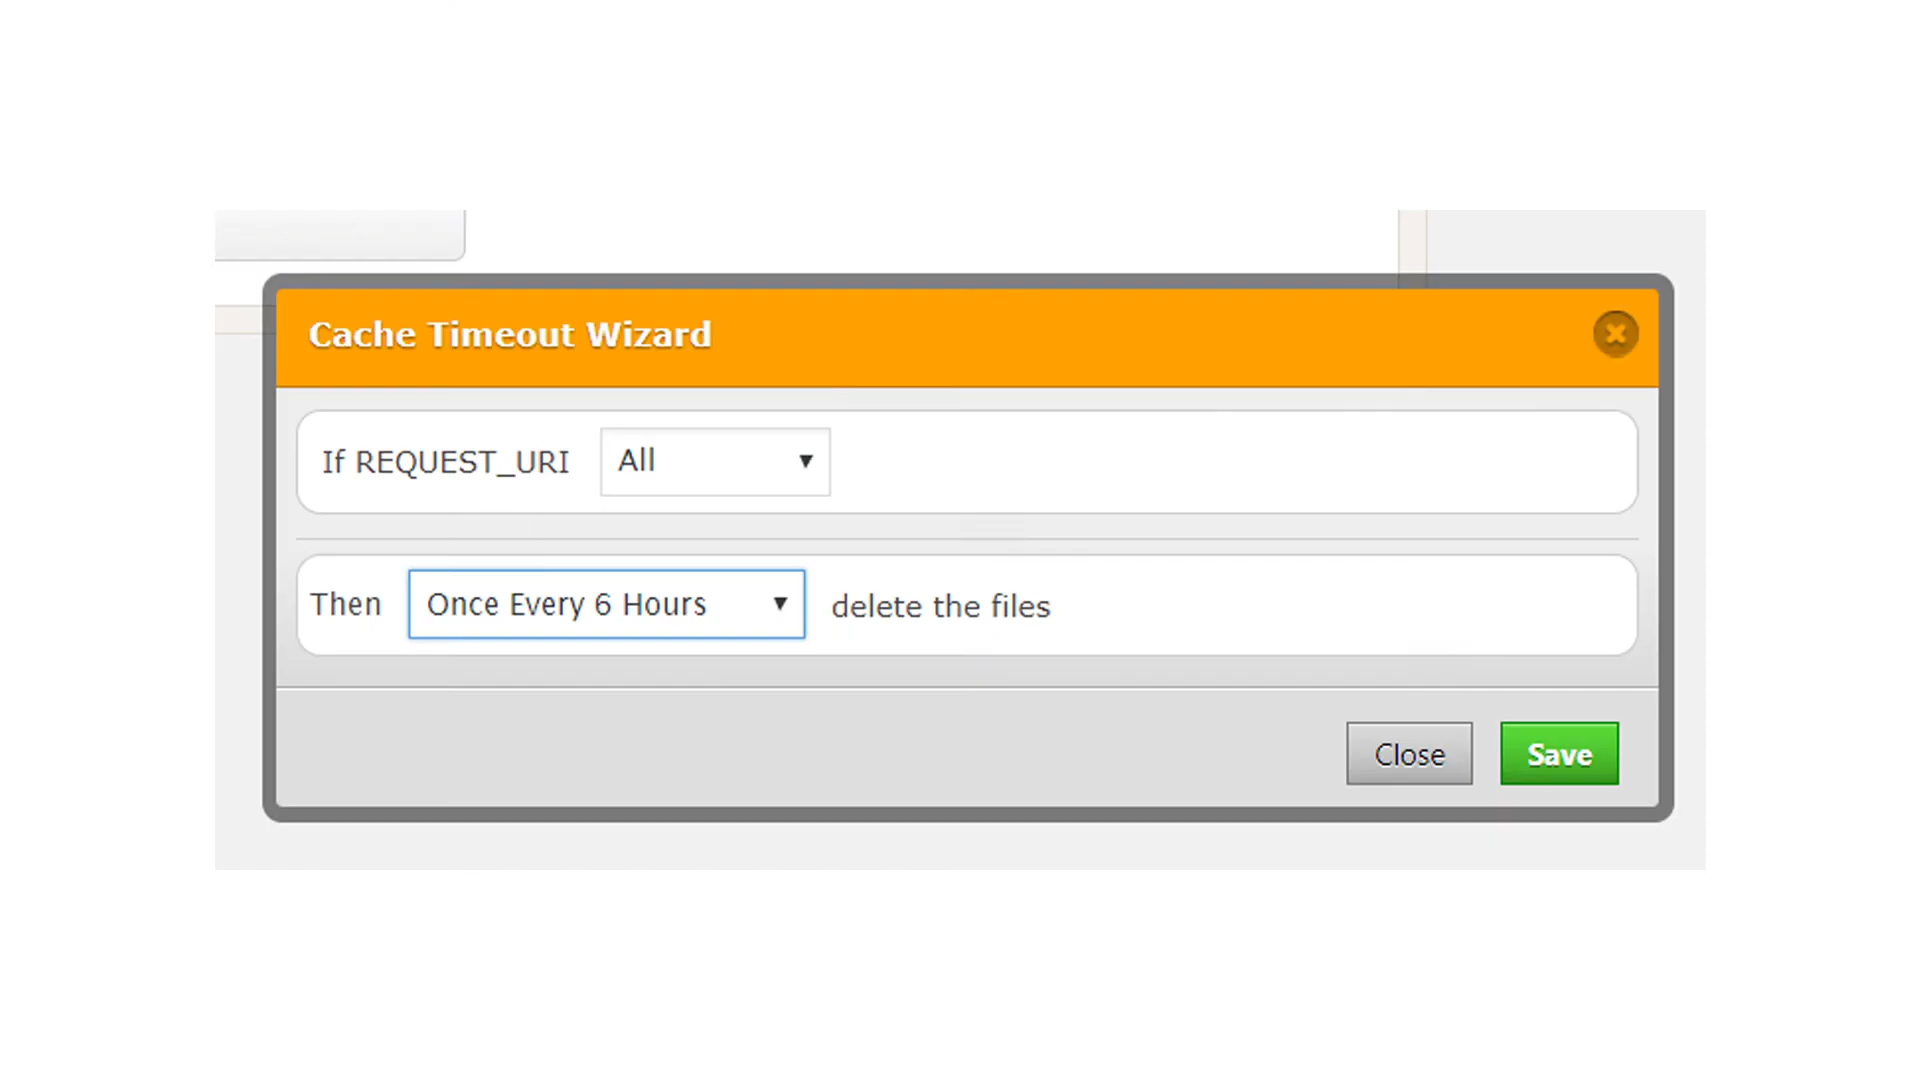 Cache Timeout Wizard
If REQUEST_URI All
Then Once Every 6 Hours delete the files
Close Save